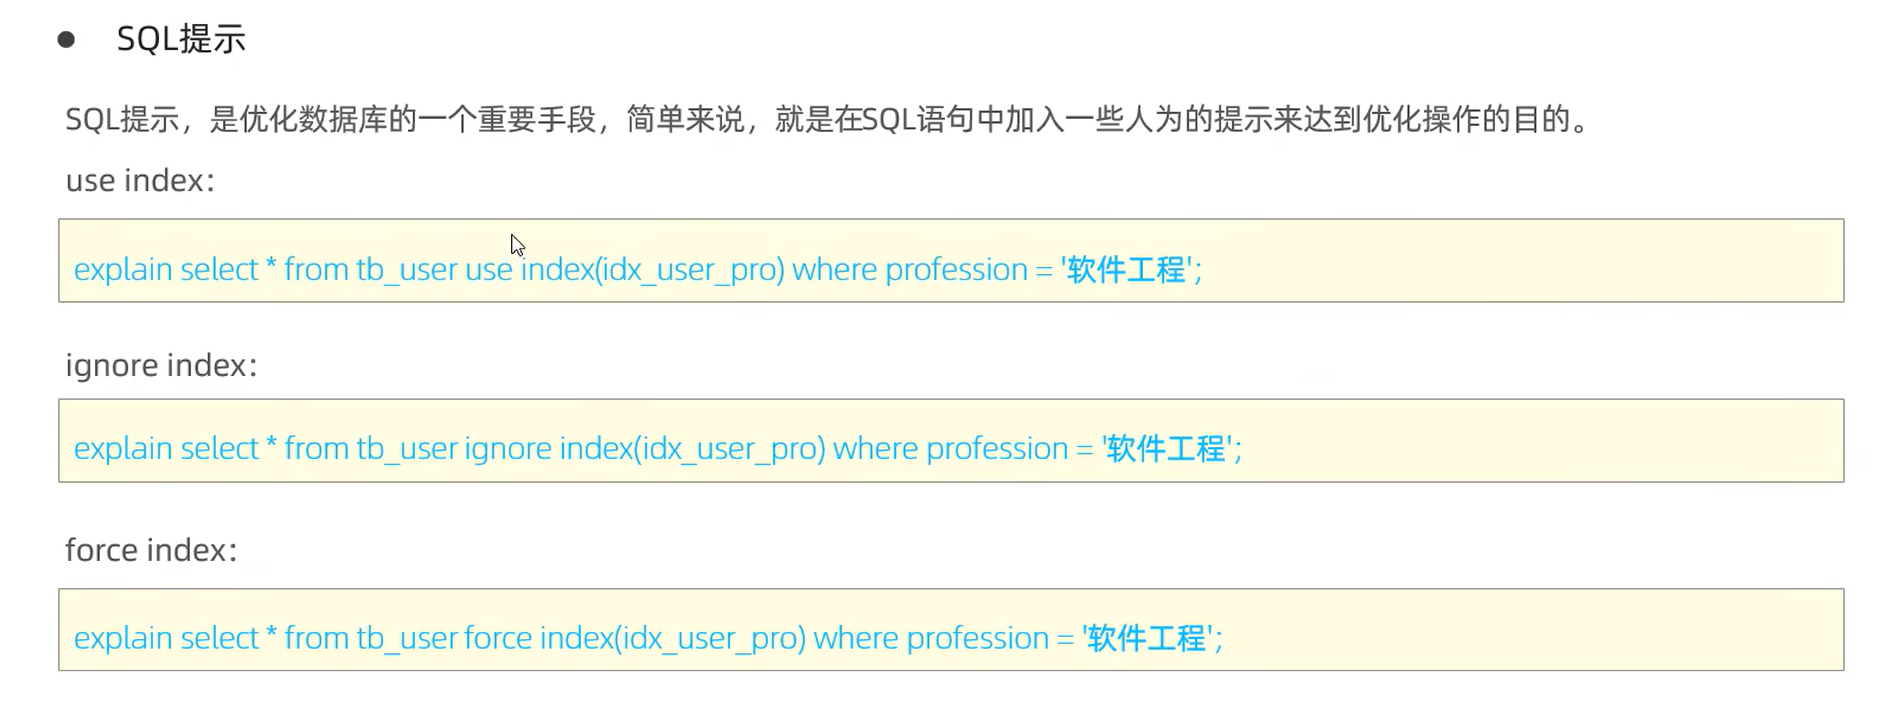 ● SQL提示
SQL提示，是优化数据库的一个重要手段，简单来说，就是在SQL语句中加入一些人为的提示来达到优化操作的目的。
use index：
explain select * from tb_user use index(idx_user_pro) where profession = '软件工程';
ignore index：
explain select * from tb_user ignore index(idx_user_pro) where profession = '软件工程';
force index：
explain select * from tb_user force index(idx_user_pro) where profession = '软件工程';